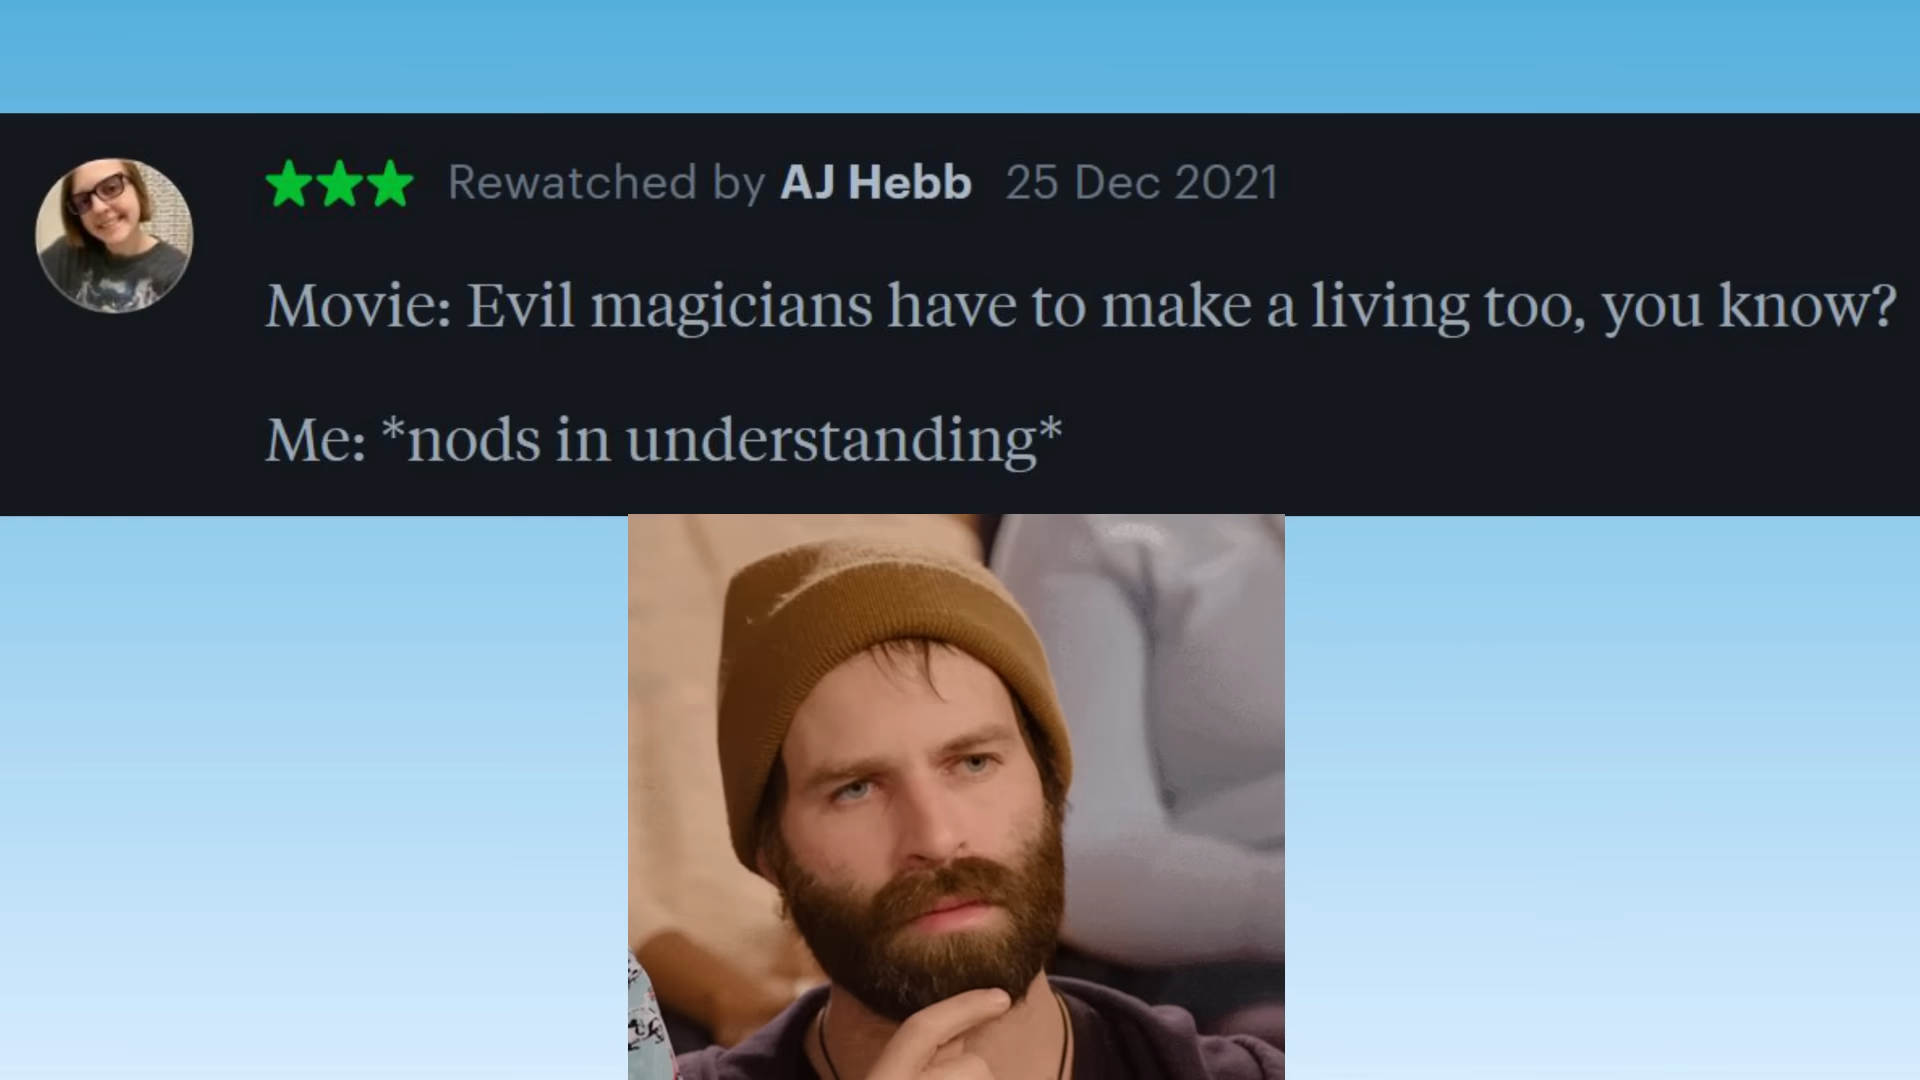 ★★★ Rewatched by AJ Hebb 25 Dec 2021
Movie: Evil magicians have to make a living too, you know?
Me: *nods in understanding*